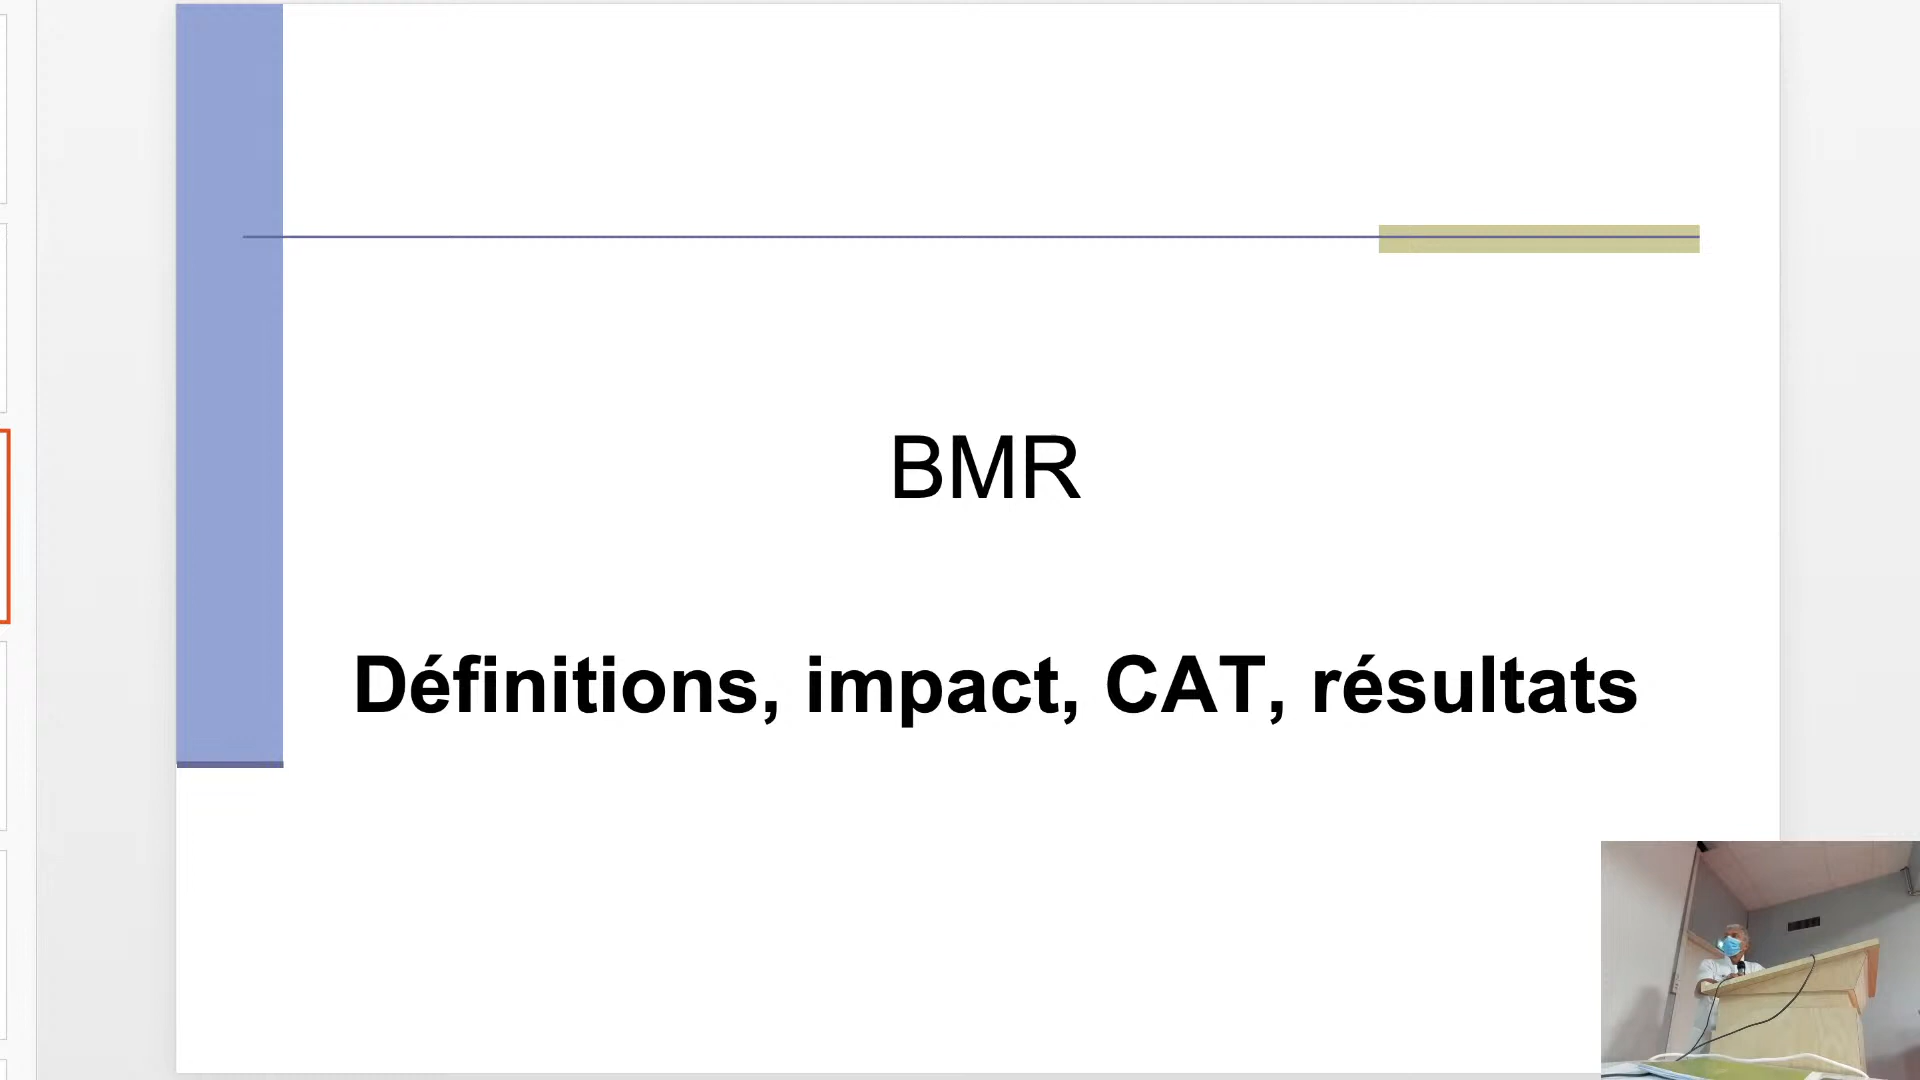 BMR
Définitions, impact, CAT, résultats